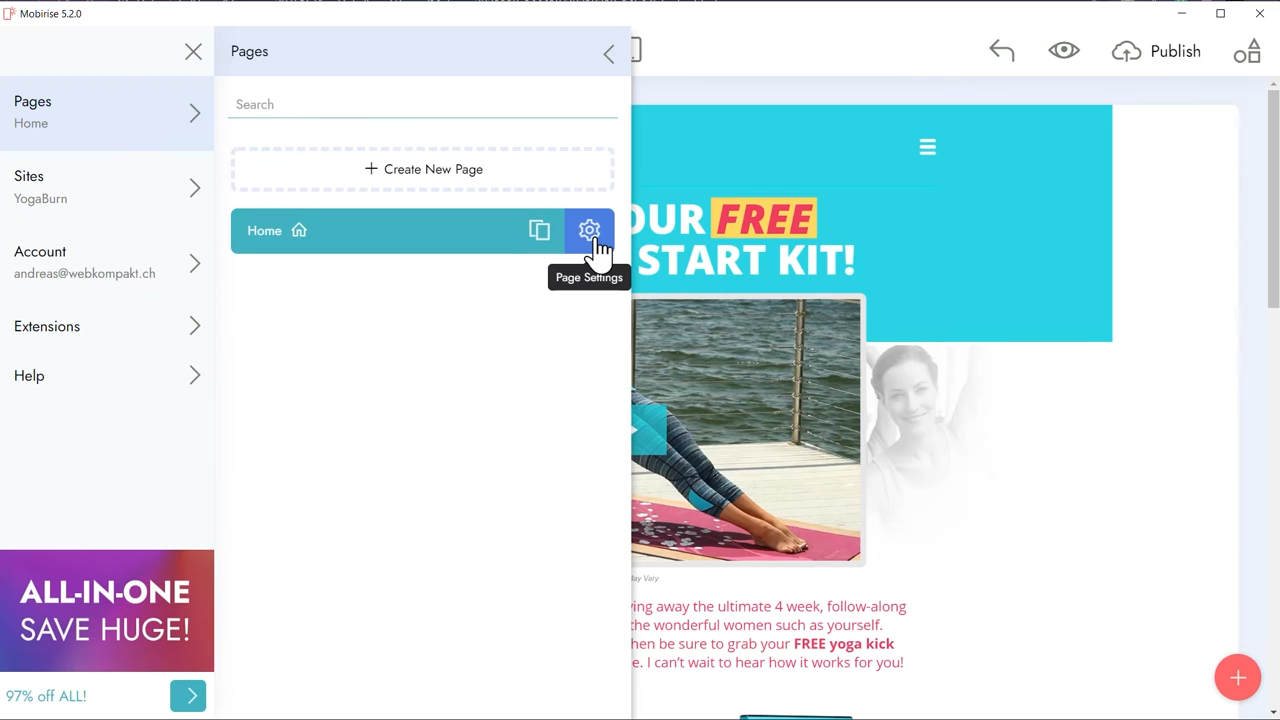 Mobirise 5.2.0
Pages
Home
Sites
YogaBurn
Account
andreas@webkompakt.ch
Extensions
Help
ALL-IN-ONE
SAVE HUGE!
97% off ALL!
Pages
Search
+ Create New Page
Home
Page Settings
Publish
OUR FREE
START KIT!
May Vary
ving away the ultimate 4 week, follow-along
the wonderful women such as yourself.
hen be sure to grab your FREE yoga kick
e. I can't wait to hear how it works for you!